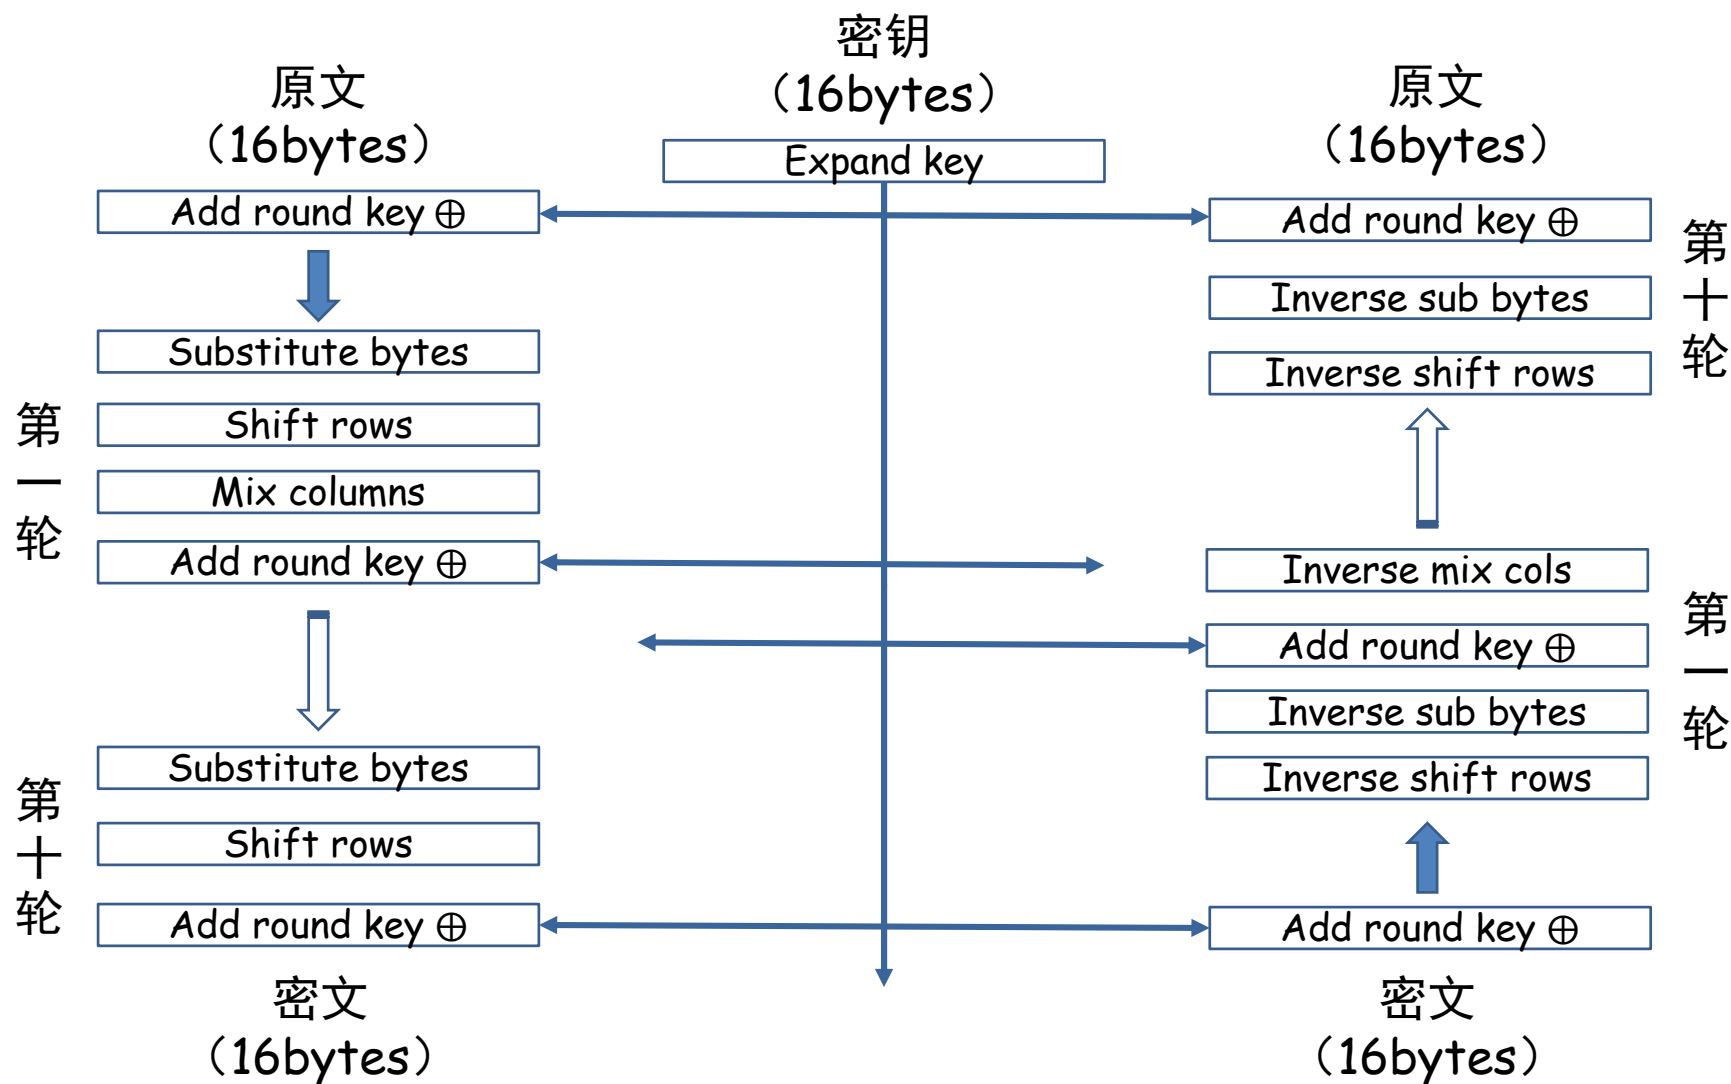 密钥
（16bytes）
Expand key
原文
（16bytes）
Add round key ⊕
第一轮
Substitute bytes
Shift rows
Mix columns
Add round key ⊕
第十轮
Substitute bytes
Shift rows
Add round key ⊕
密文
（16bytes）
原文
（16bytes）
第十轮
Add round key ⊕
Inverse sub bytes
Inverse shift rows
第一轮
Inverse mix cols
Add round key ⊕
Inverse sub bytes
Inverse shift rows
Add round key ⊕
密文
（16bytes）